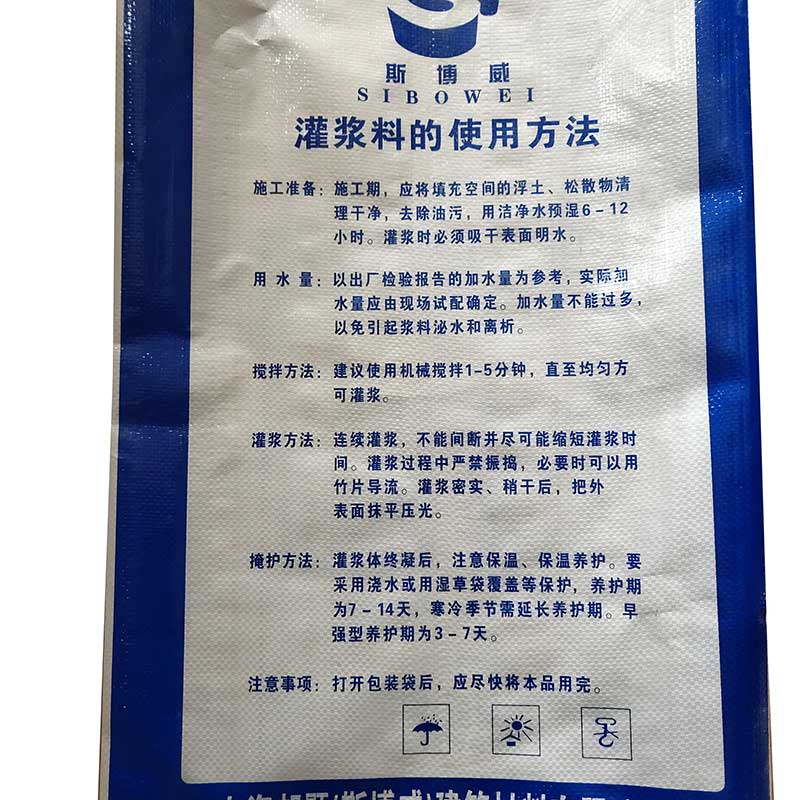 斯博威
SIBOWEI
灌浆料的使用方法
施工准备：施工期，应将填充空间的浮土、松散物清
理干净，去除油污，用洁净水预湿6-12
小时。灌浆时必须吸干表面明水。
用水量：以出厂检验报告的加水量为参考，实际加
水量应由现场试配确定。加水量不能过多，
以免引起浆料泌水和离析。
搅拌方法：建议使用机械搅拌1-5分钟，直至均匀方
可灌浆。
灌浆方法：连续灌浆，不能间断并尽可能缩短灌浆时
间。灌浆过程中严禁振捣，必要时可以用
竹片导流。灌浆密实、稍干后，把外
表面抹平压光。
掩护方法：灌浆体终凝后，注意保温、保温养护。要
采用浇水或用湿草袋覆盖等保护，养护期
为7-14天，寒冷季节需延长养护期。早
强型养护期为3-7天。
注意事项：打开包装袋后，应尽快将本品用完。
(斯博威)建筑材料有限